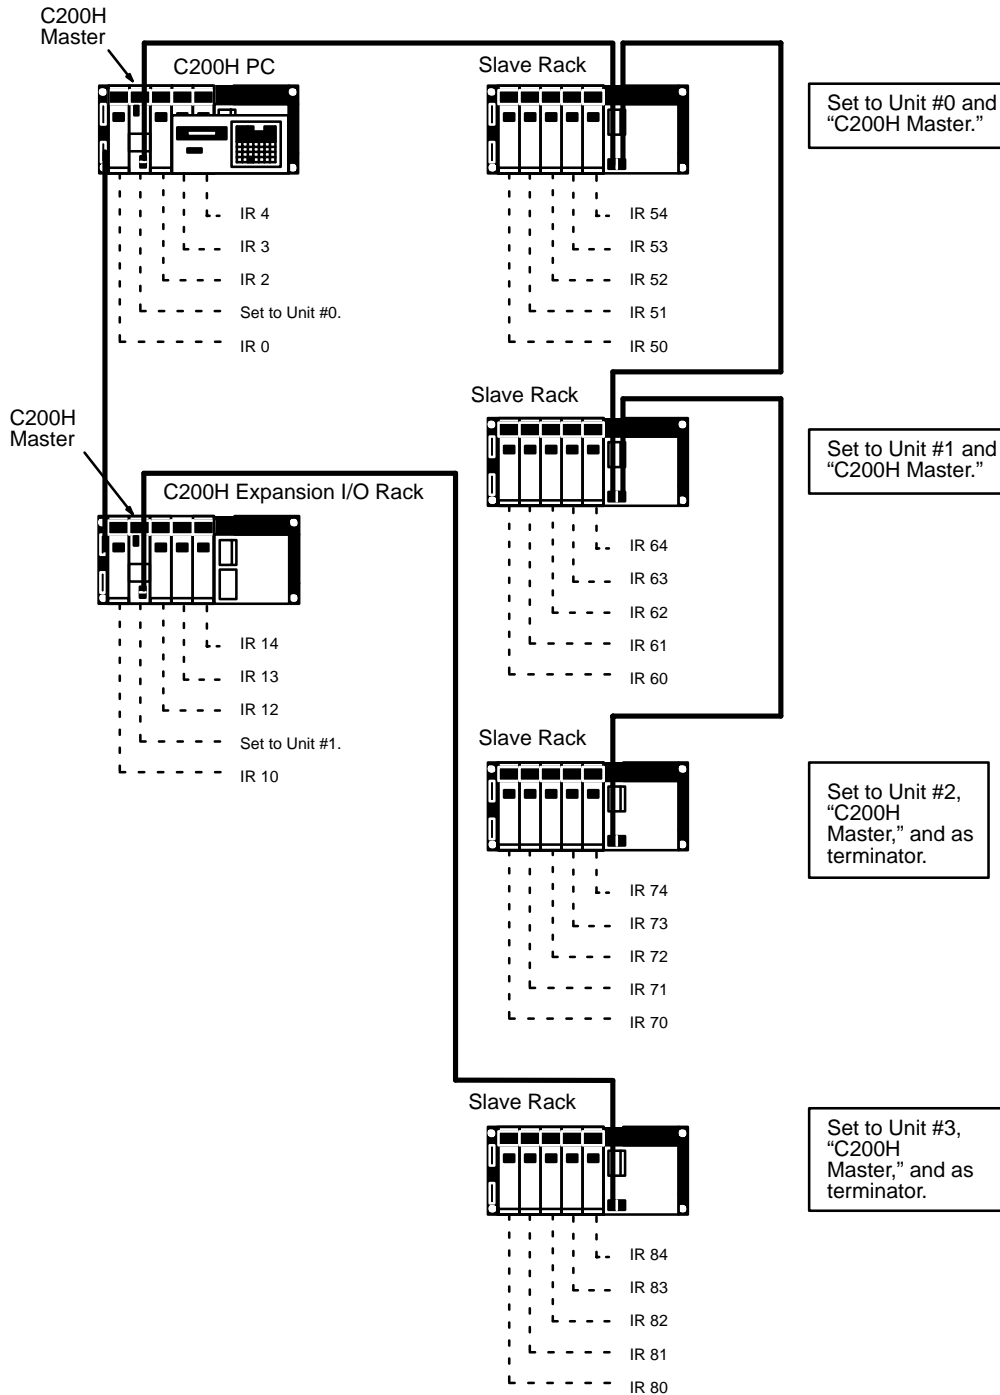 C200H
Master
C200H PC
IR 4
IR 3
IR 2
Set to Unit #0.
IR 0
Slave Rack
IR 54
IR 53
IR 52
IR 51
IR 50
Set to Unit #0 and
“C200H Master.”
C200H
Master
C200H Expansion I/O Rack
IR 14
IR 13
IR 12
Set to Unit #1.
IR 10
Slave Rack
IR 64
IR 63
IR 62
IR 61
IR 60
Set to Unit #1 and
“C200H Master.”
Slave Rack
IR 74
IR 73
IR 72
IR 71
IR 70
Set to Unit #2,
“C200H
Master,” and as
terminator.
Slave Rack
IR 84
IR 83
IR 82
IR 81
IR 80
Set to Unit #3,
“C200H
Master,” and as
terminator.